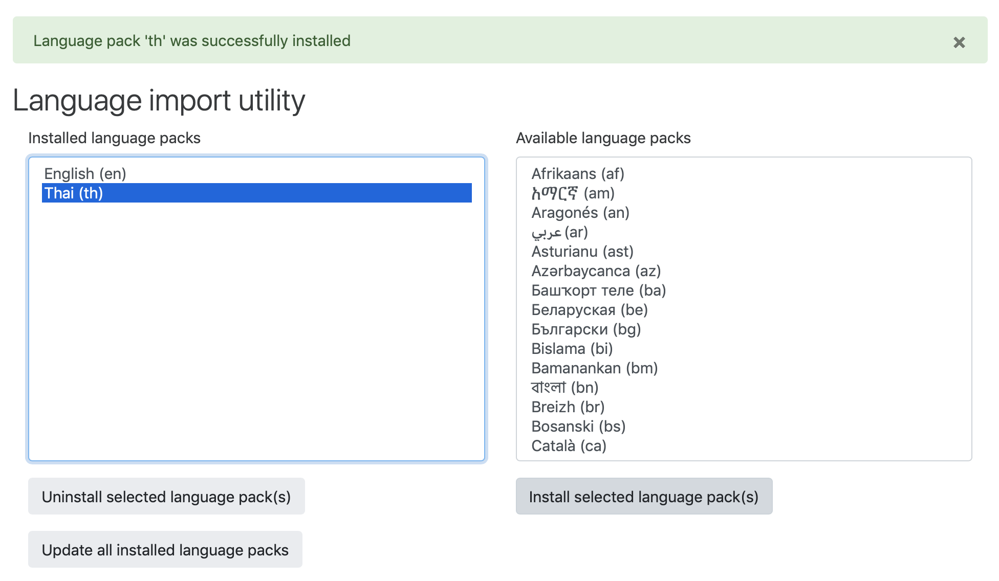 Language pack 'th' was successfully installed
Language import utility
Installed language packs
English (en)
Thai (th)
Uninstall selected language pack(s)
Update all installed language packs
Available language packs
Afrikaans (af)
አማርኛ (am)
Aragonés (an)
عربي (ar)
Asturianu (ast)
Azərbaycanca (az)
Башҡорт теле (ba)
Беларуская (be)
Български (bg)
Bislama (bi)
Bamanankan (bm)
বাংলা (bn)
Breizh (br)
Bosanski (bs)
Català (ca)
Install selected language pack(s)